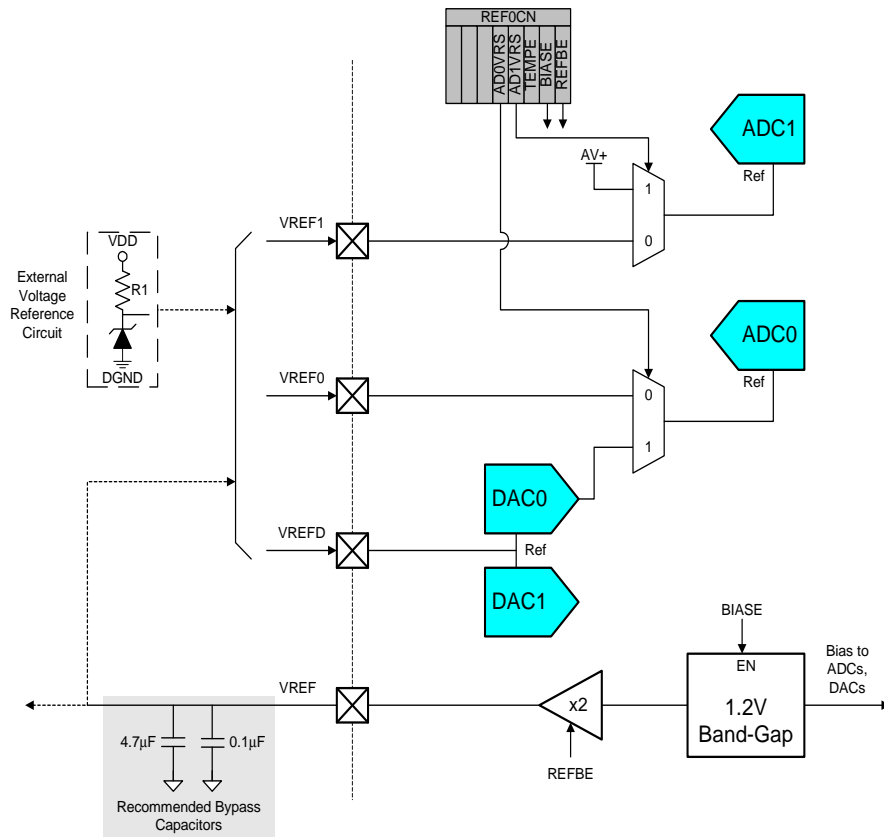 REF0CN
AD0VRS
AD1VRS
TEMPE
BIASE
REFBE
ADC1
Ref
AV+
1
0
VREF1
VDD
R1
DGND
External
Voltage
Reference
Circuit
ADC0
Ref
VREF0
0
1
DAC0
VREFD
Ref
DAC1
BIASE
EN
1.2V
Band-Gap
Bias to
ADCs,
DACs
VREF
x2
REFBE
4.7µF
0.1µF
Recommended Bypass
Capacitors